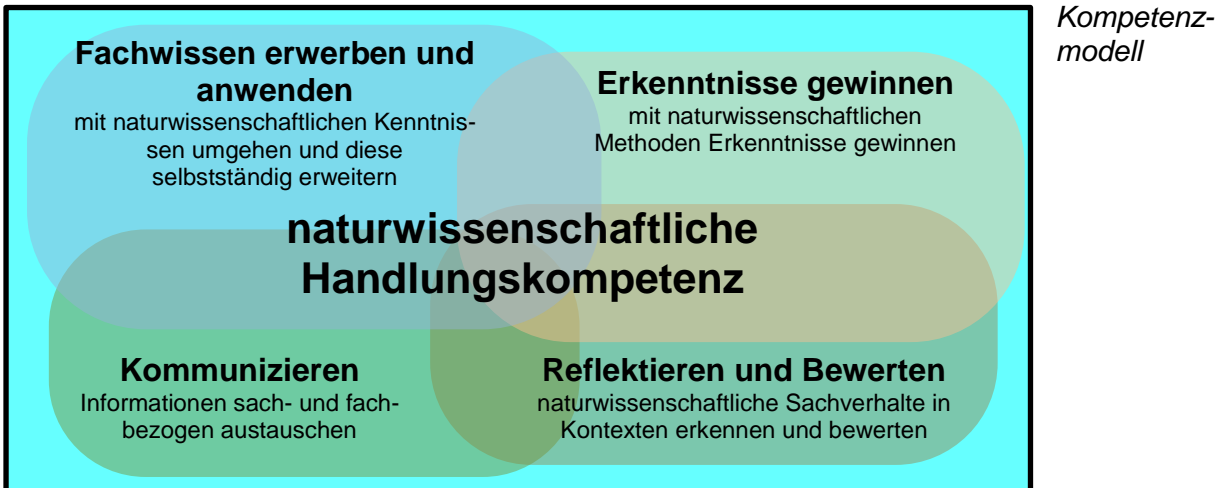 Kompetenz-
modell
Fachwissen erwerben und
anwenden
mit naturwissenschaftlichen Kenntnis-
sen umgehen und diese
selbstständig erweitern
Erkenntnisse gewinnen
mit naturwissenschaftlichen
Methoden Erkenntnisse gewinnen
naturwissenschaftliche
Handlungskompetenz
Kommunizieren
Informationen sach- und fach-
bezogen austauschen
Reflektieren und Bewerten
naturwissenschaftliche Sachverhalte in
Kontexten erkennen und bewerten